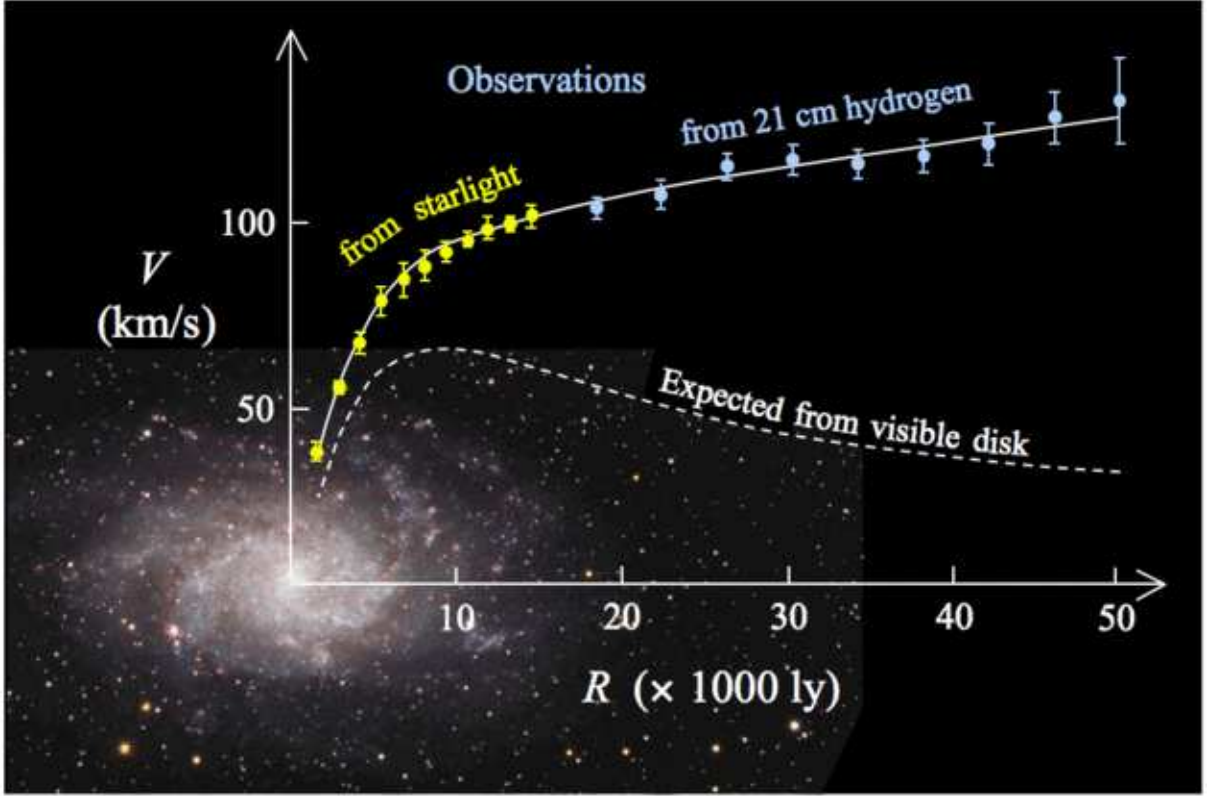 Observations
from 21 cm hydrogen
from starlight
100
V
(km/s)
50
Expected from visible disk
10 20 30 40 50
R (× 1000 ly)